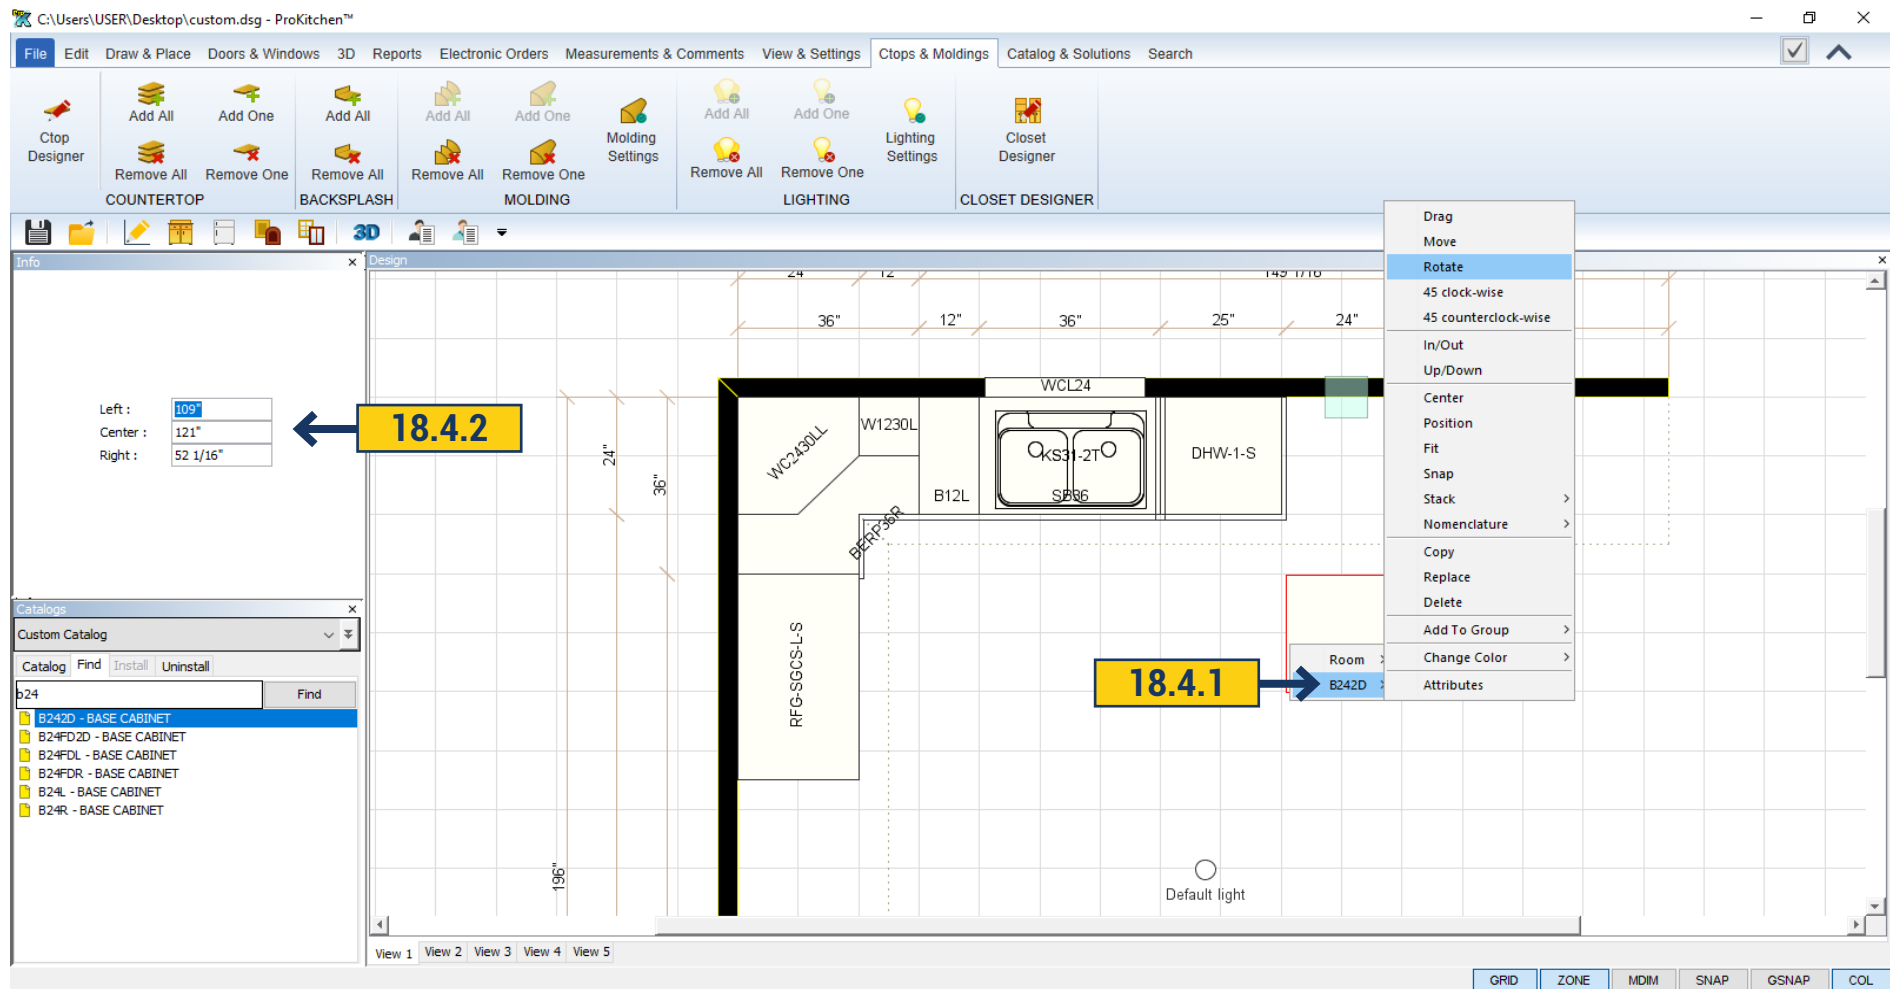 C:\Users\USER\Desktop\custom.dsg - ProKitchen™
File Edit Draw & Place Doors & Windows 3D Reports Electronic Orders Measurements & Comments View & Settings Ctops & Moldings Catalog & Solutions Search
Ctop Designer
Add All Add One
Remove All Remove One
COUNTERTOP
Add All
Remove All
BACKSPLASH
Add All Add One
Remove All Remove One
Molding Settings
MOLDING
Add All Add One
Remove All Remove One
Lighting Settings
LIGHTING
Closet Designer
CLOSET DESIGNER
3D
Info
Left : 109"
Center : 121"
Right : 52 1/16"
18.4.2
Catalogs
Custom Catalog
Catalog Find Install Uninstall
b24 Find
B242D - BASE CABINET
B24FD2D - BASE CABINET
B24FDL - BASE CABINET
B24FDR - BASE CABINET
B24L - BASE CABINET
B24R - BASE CABINET
Design
24 12 149 1/16
36" 12" 36" 25" 24"
24"
36"
196"
WCL24
WC2430LL
W1230L
KS31-2T
DHW-1-S
B12L
SB36
BERP36R
RFG-SGCS-L-S
Default light
Room
B242D
18.4.1
Drag
Move
Rotate
45 clock-wise
45 counterclock-wise
In/Out
Up/Down
Center
Position
Fit
Snap
Stack
Nomenclature
Copy
Replace
Delete
Add To Group
Change Color
Attributes
View 1 View 2 View 3 View 4 View 5
GRID ZONE MDIM SNAP GSNAP COL